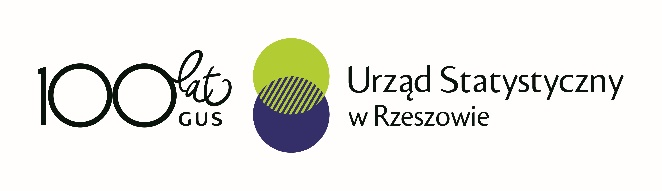 100 lat
GUS
Urząd Statystyczny
w Rzeszowie